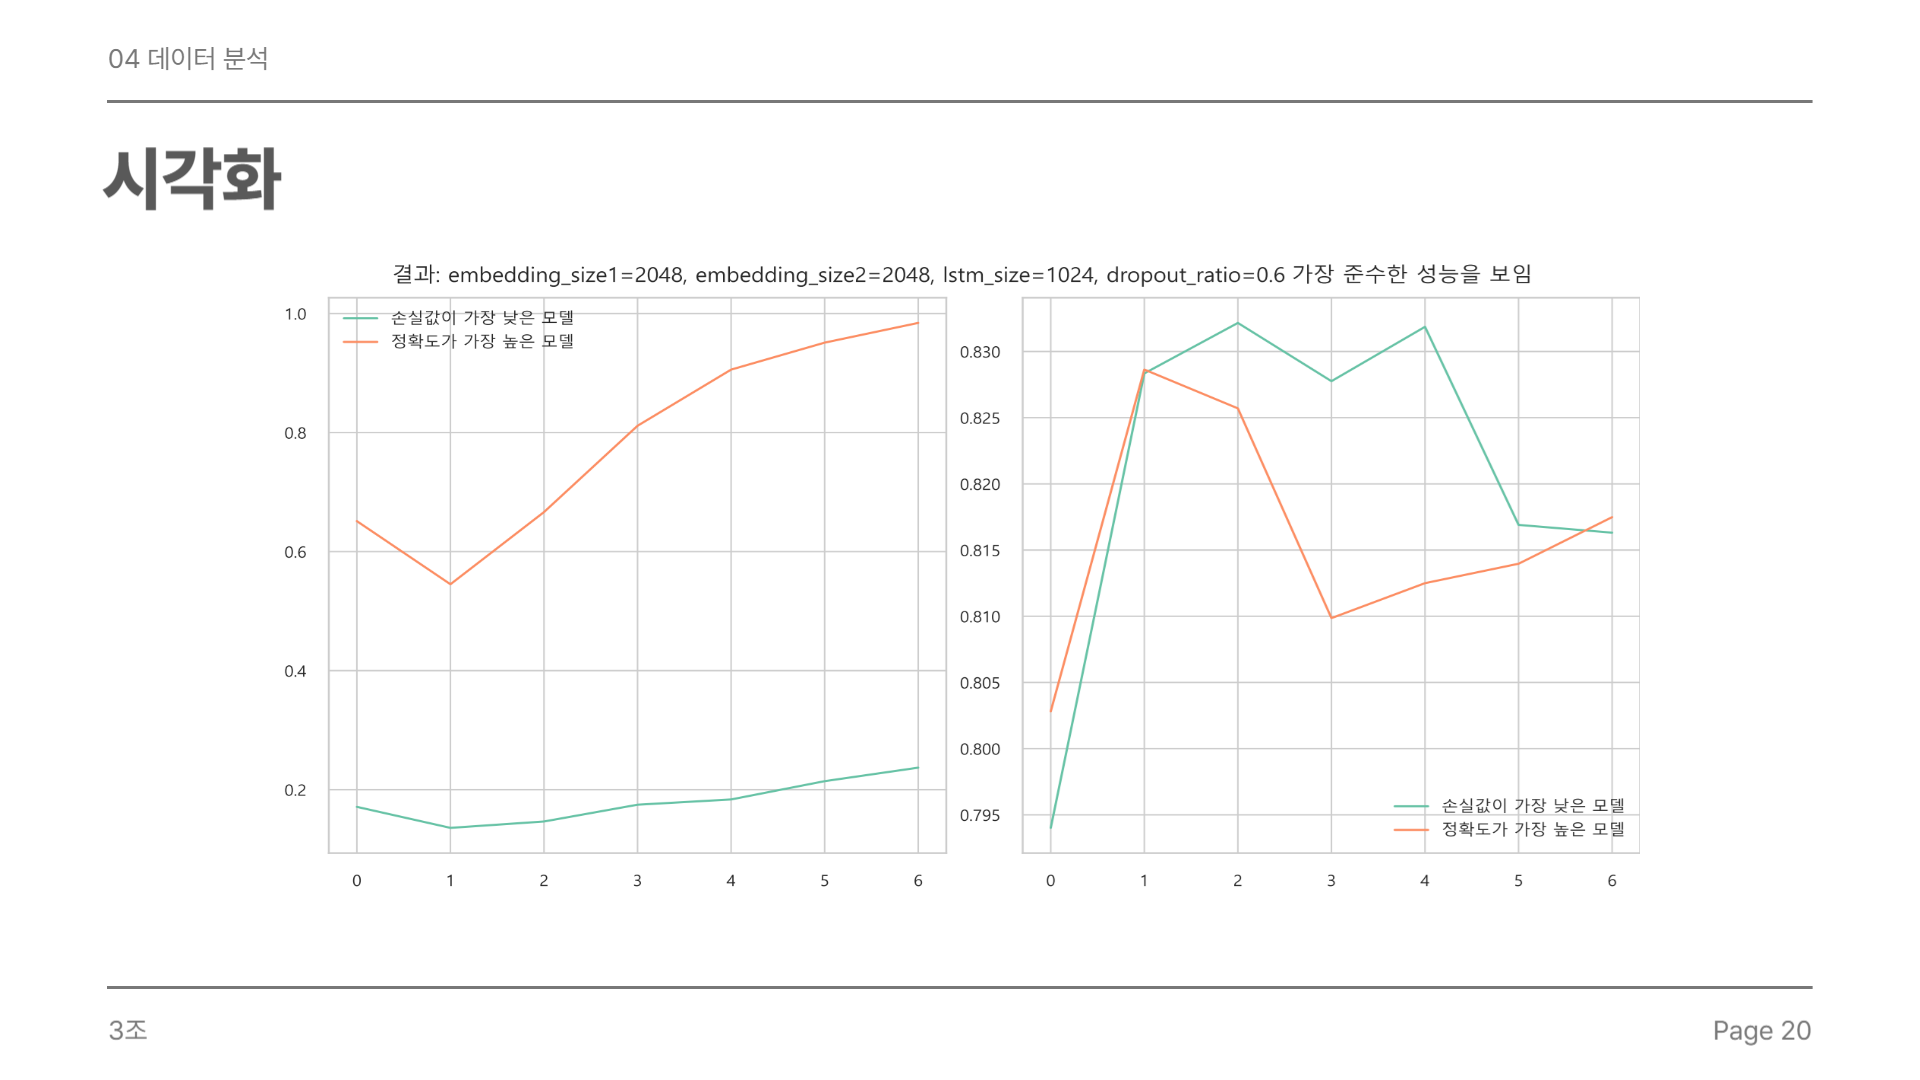 04 데이터 분석
시각화
결과: embedding_size1=2048, embedding_size2=2048, lstm_size=1024, dropout_ratio=0.6 가장 준수한 성능을 보임
손실값이 가장 낮은 모델
정확도가 가장 높은 모델
1.0
0.8
0.6
0.4
0.2
0 1 2 3 4 5 6
0.830
0.825
0.820
0.815
0.810
0.805
0.800
0.795
손실값이 가장 낮은 모델
정확도가 가장 높은 모델
0 1 2 3 4 5 6
3조
Page 20